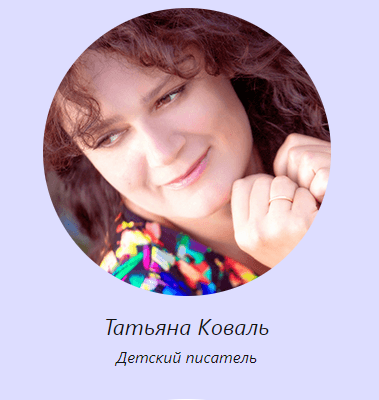 Татьяна Коваль
Детский писатель